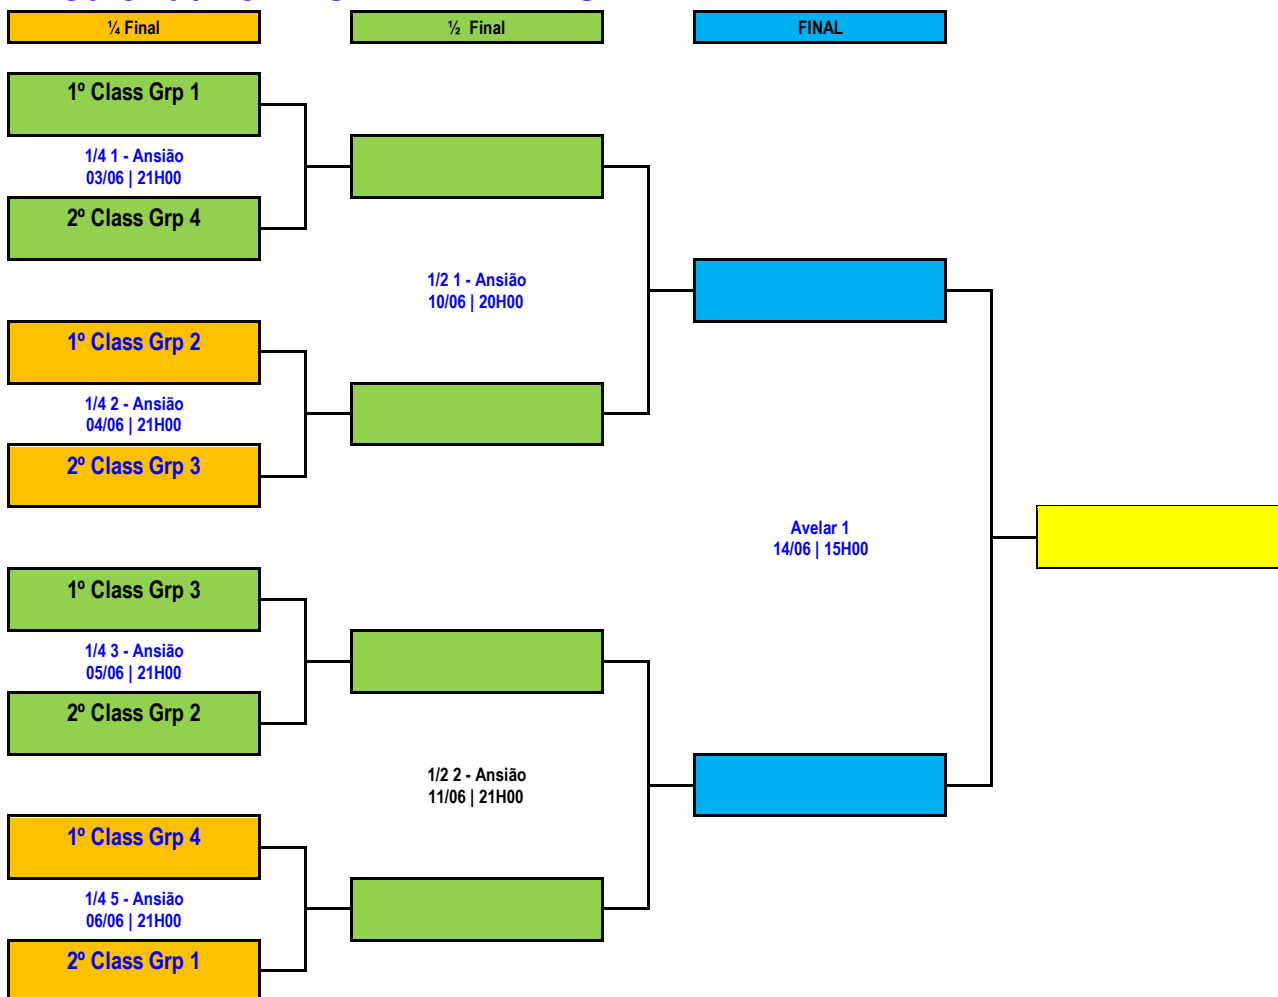 ¼ Final
½ Final
FINAL
1º Class Grp 1
1/4 1 - Ansião
03/06 | 21H00
2º Class Grp 4
1/2 1 - Ansião
10/06 | 20H00
1º Class Grp 2
1/4 2 - Ansião
04/06 | 21H00
2º Class Grp 3
Avelar 1
14/06 | 15H00
1º Class Grp 3
1/4 3 - Ansião
05/06 | 21H00
2º Class Grp 2
1/2 2 - Ansião
11/06 | 21H00
1º Class Grp 4
1/4 5 - Ansião
06/06 | 21H00
2º Class Grp 1